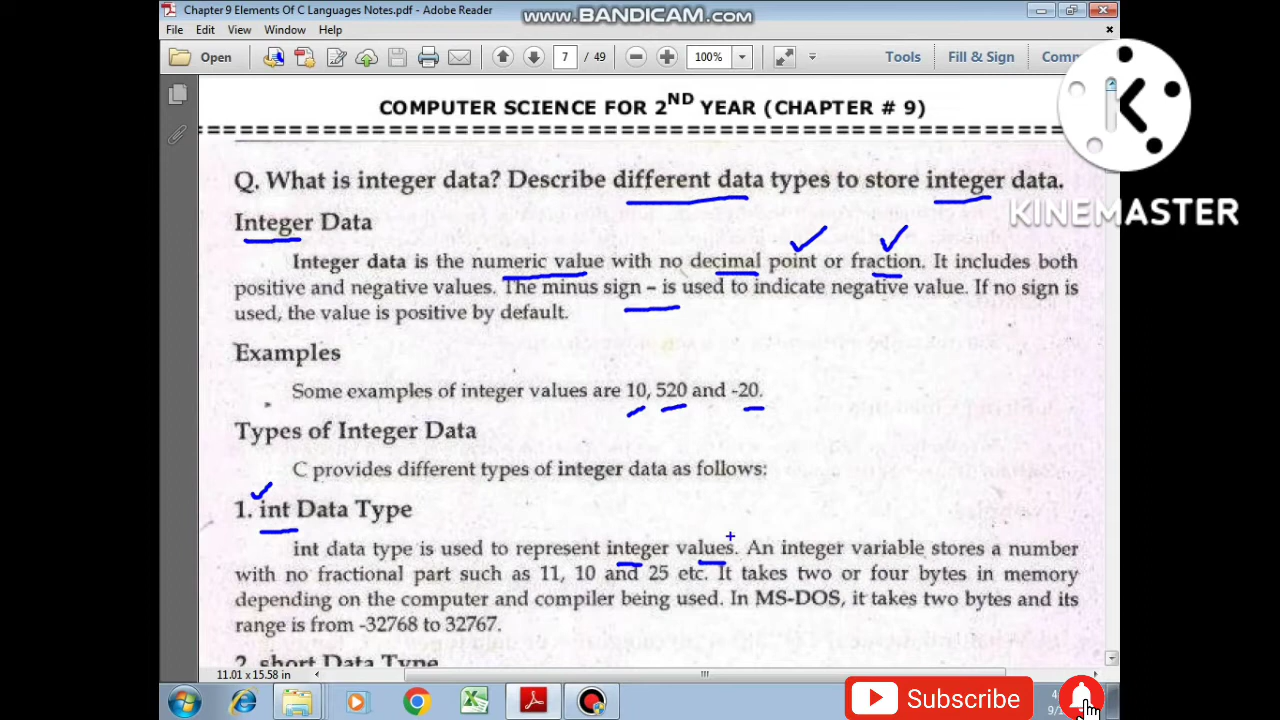 Chapter 9 Elements Of C Languages Notes.pdf - Adobe Reader
www.BANDICAM.com
File Edit View Window Help
Open 7 / 49 100% Tools Fill & Sign Comm
KINEMASTER
COMPUTER SCIENCE FOR 2ND YEAR (CHAPTER # 9)
Q. What is integer data? Describe different data types to store integer data.
Integer Data
Integer data is the numeric value with no decimal point or fraction. It includes both
positive and negative values. The minus sign – is used to indicate negative value. If no sign is
used, the value is positive by default.
Examples
Some examples of integer values are 10, 520 and -20.
Types of Integer Data
C provides different types of integer data as follows:
1. int Data Type
int data type is used to represent integer values. An integer variable stores a number
with no fractional part such as 11, 10 and 25 etc. It takes two or four bytes in memory
depending on the computer and compiler being used. In MS-DOS, it takes two bytes and its
range is from -32768 to 32767.
2. short Data Type
11.01 x 15.58 in
Subscribe